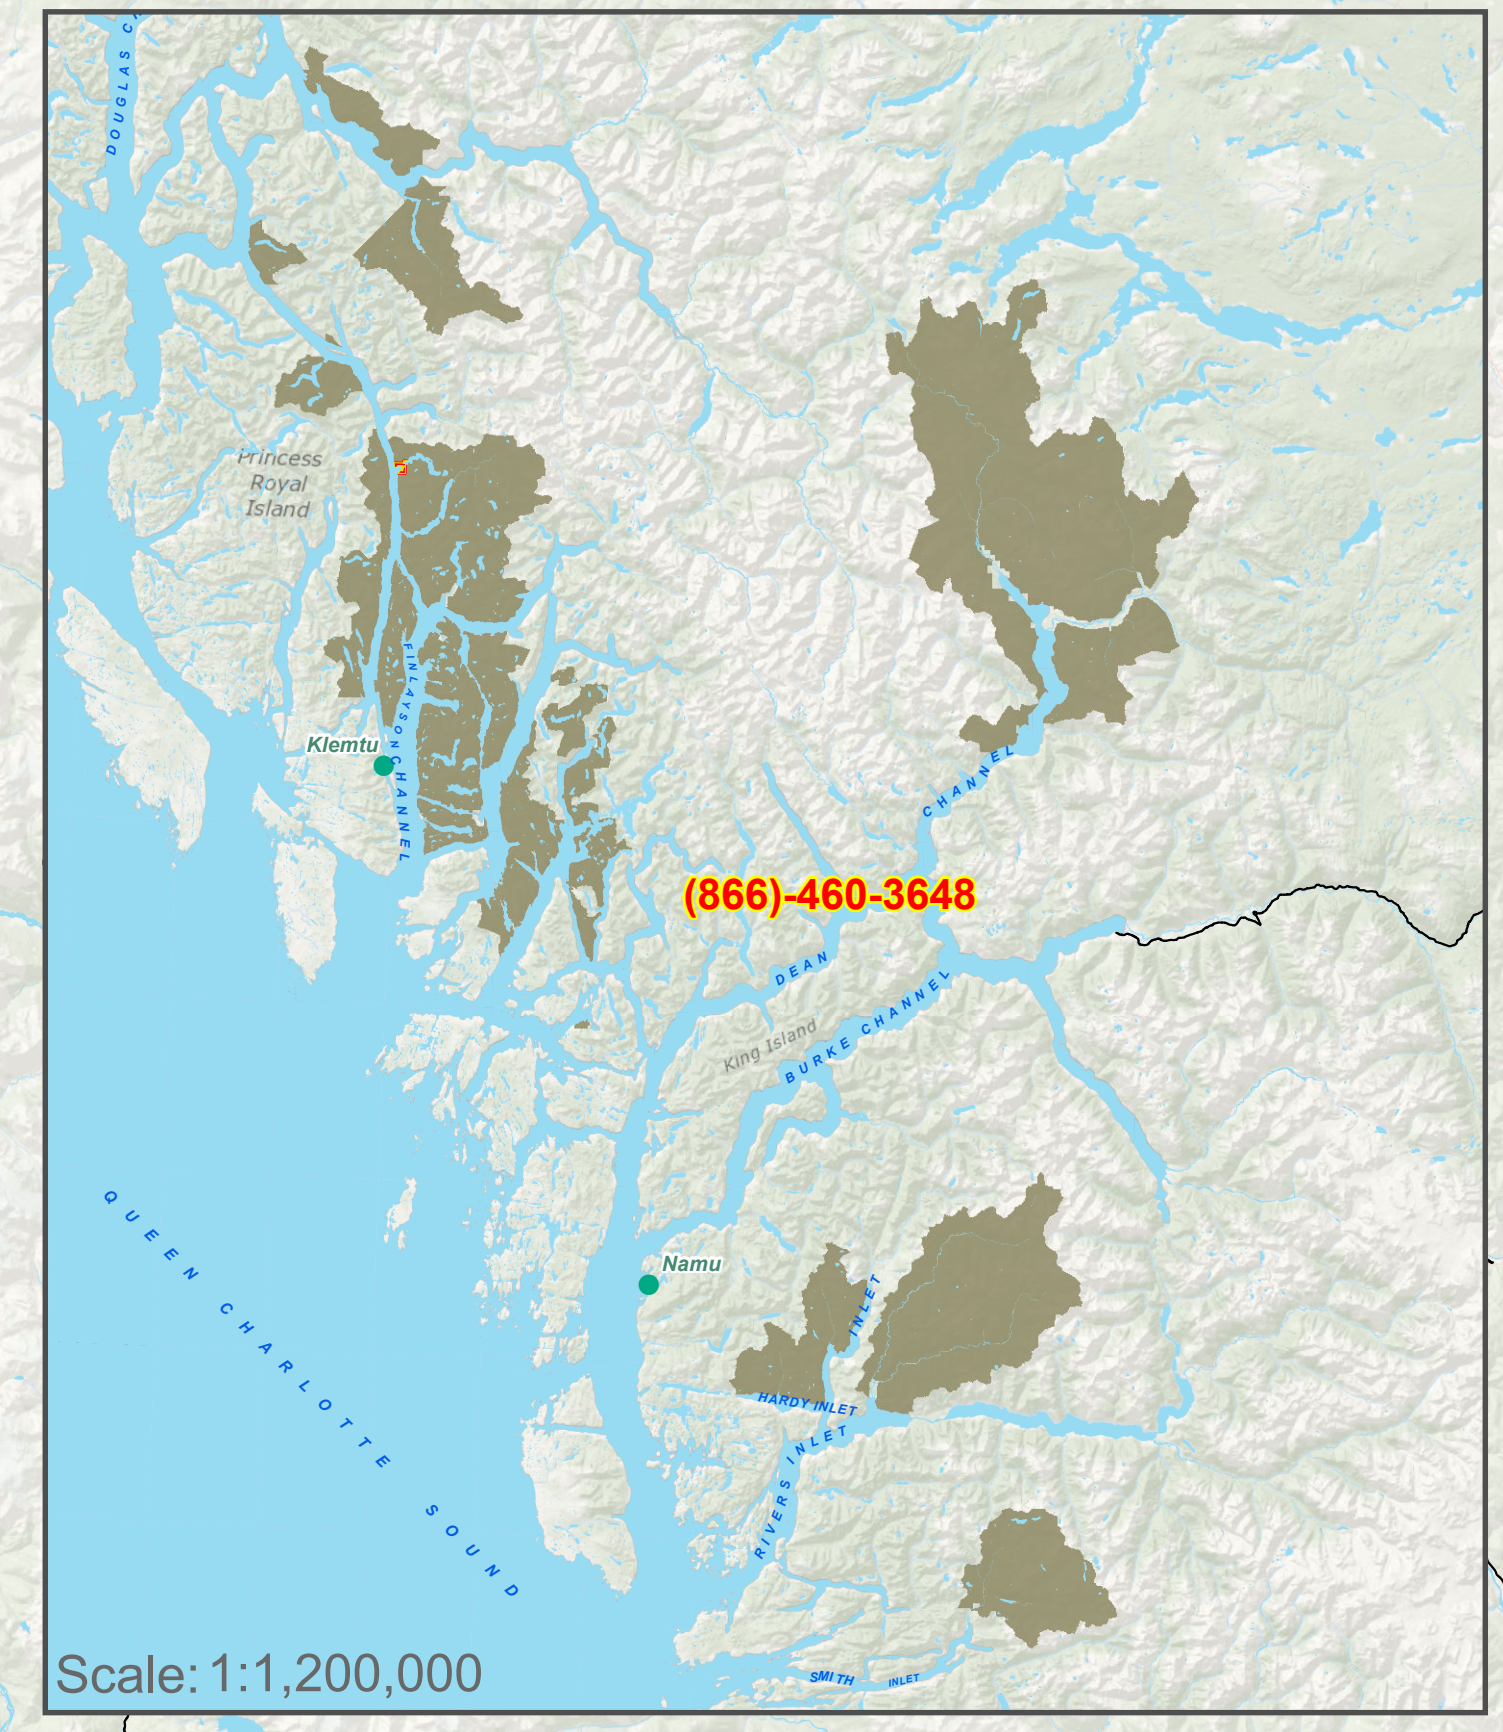 DOUGLAS
Princess
Royal
Island
FINLAYSON CHANNEL
Klemtu
CHANNEL
(866)-460-3648
DEAN
King Island
BURKE CHANNEL
QUEEN CHARLOTTE SOUND
Namu
INLET
HARDY INLET
RIVERS INLET
SMITH INLET
Scale: 1:1,200,000